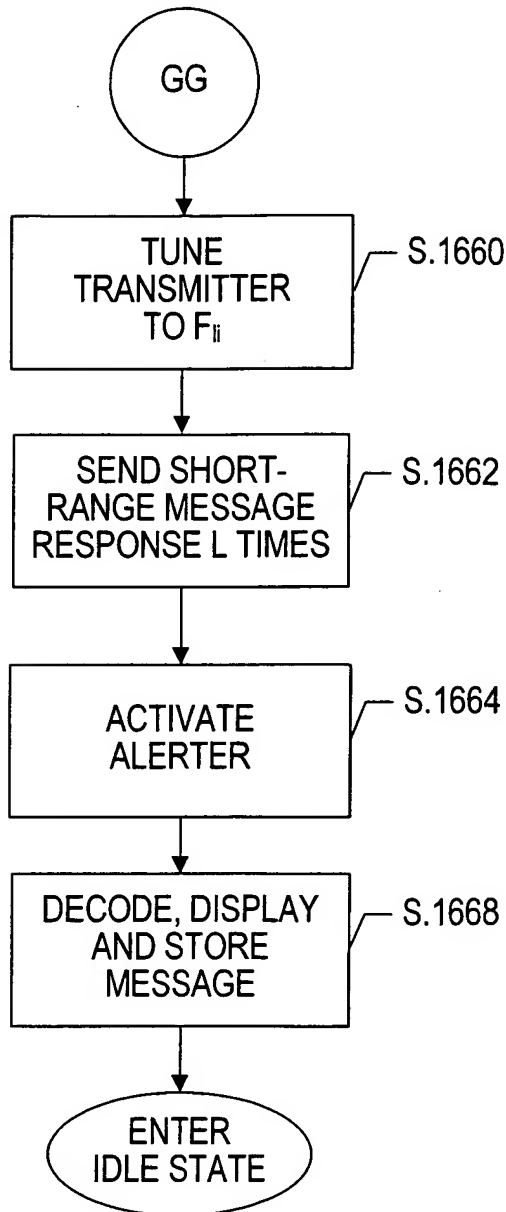 GG
TUNE
TRANSMITTER
TO Fli
S.1660
SEND SHORT-
RANGE MESSAGE
RESPONSE L TIMES
S.1662
ACTIVATE
ALERTER
S.1664
DECODE, DISPLAY
AND STORE
MESSAGE
S.1668
ENTER
IDLE STATE